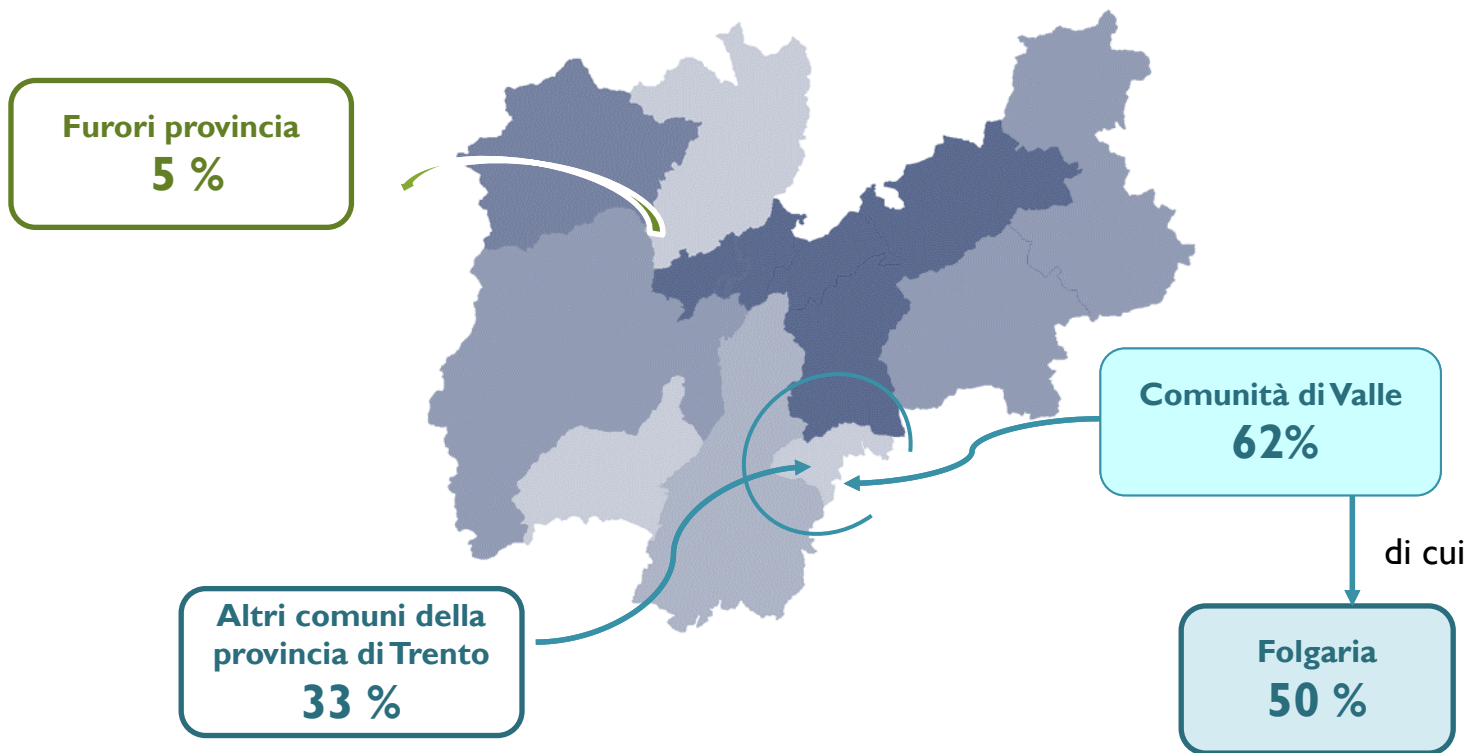 Furori provincia
5 %
Comunità di Valle
62%
di cui
Altri comuni della
provincia di Trento
33 %
Folgaria
50 %